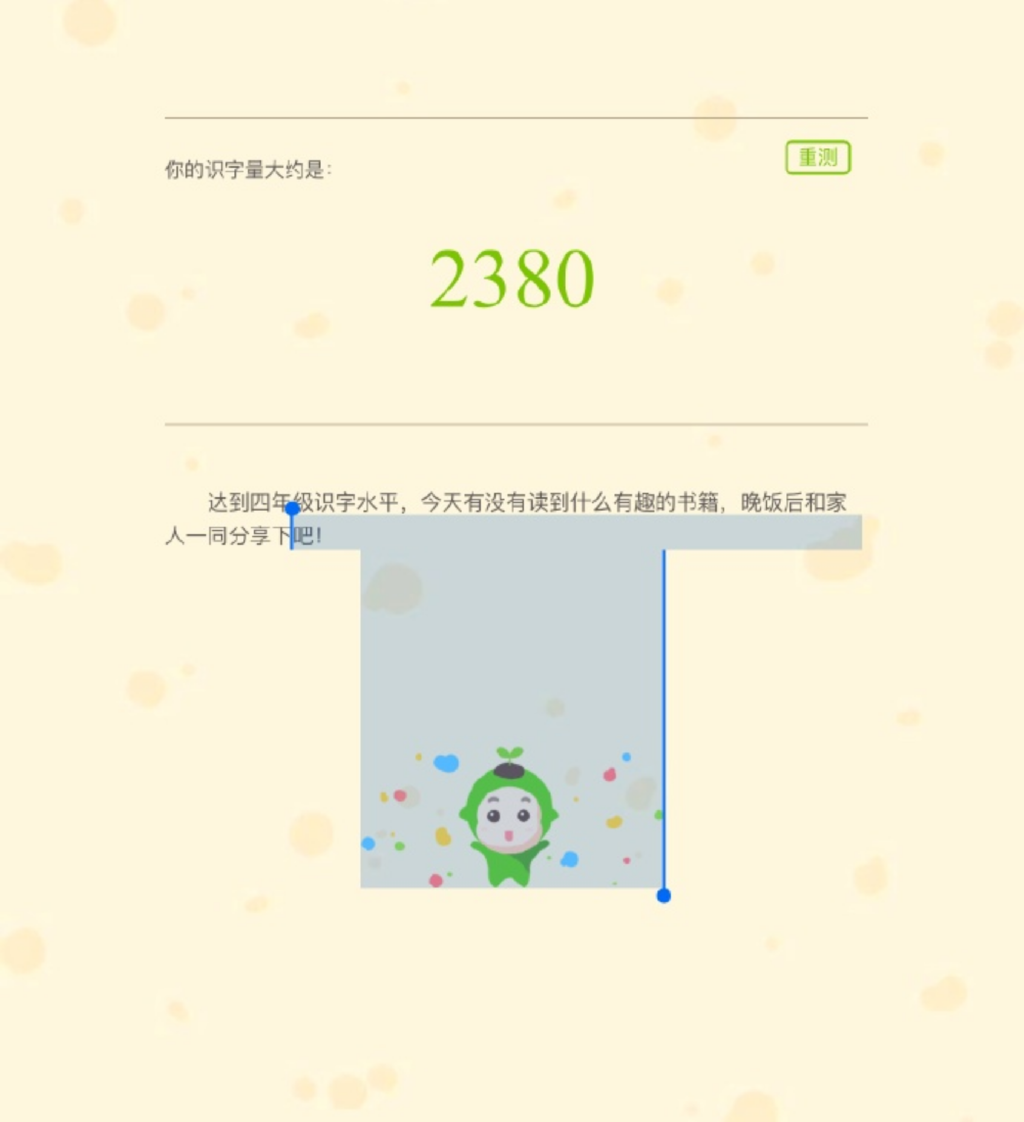 你的识字量大约是:
重测
2380
达到四年级识字水平，今天有没有读到什么有趣的书籍，晚饭后和家
人一同分享下吧!